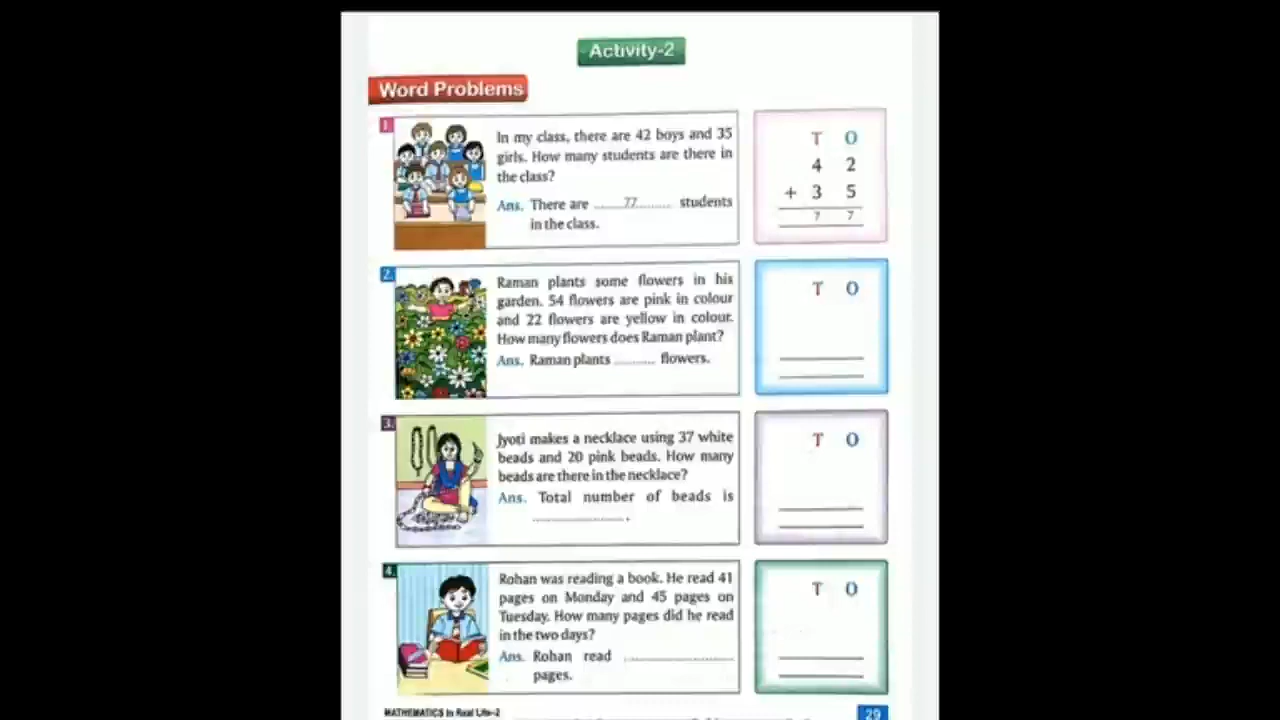 Activity-2
Word Problems
1.
In my class, there are 42 boys and 35
girls. How many students are there in
the class?
Ans. There are ....77.... students
in the class.
T O
4 2
+ 3 5
7 7
2.
Raman plants some flowers in his
garden. 54 flowers are pink in colour
and 22 flowers are yellow in colour.
How many flowers does Raman plant?
Ans. Raman plants .......... flowers.
T O
3.
Jyoti makes a necklace using 37 white
beads and 20 pink beads. How many
beads are there in the necklace?
Ans. Total number of beads is
........................ .
T O
4.
Rohan was reading a book. He read 41
pages on Monday and 45 pages on
Tuesday. How many pages did he read
in the two days?
Ans. Rohan read ............................
pages.
T O
MATHEMATICS In Real Life-2
29